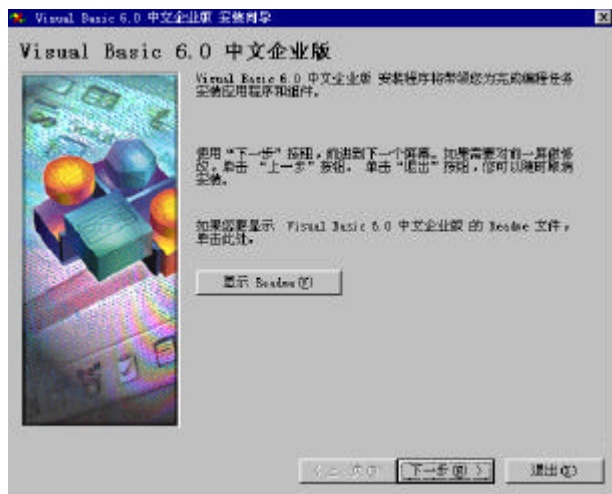 Visual Basic 6.0 中文企业版 安装向导
Visual Basic 6.0 中文企业版
Visual Basic 6.0 中文企业版 安装程序将帮领您为完成编程任务
安装应用程序和组件。
使用“下一步”按钮，前进到下一个屏幕。如果需要对前一屏做修
改，单击 “上一步”按钮。 单击“退出”按钮，您可以随时取消
安装。
如果您要显示 Visual Basic 6.0 中文企业版 的 Readme 文件，
单击此处。
显示 Readme(R)
下一步(N) >
退出(X)